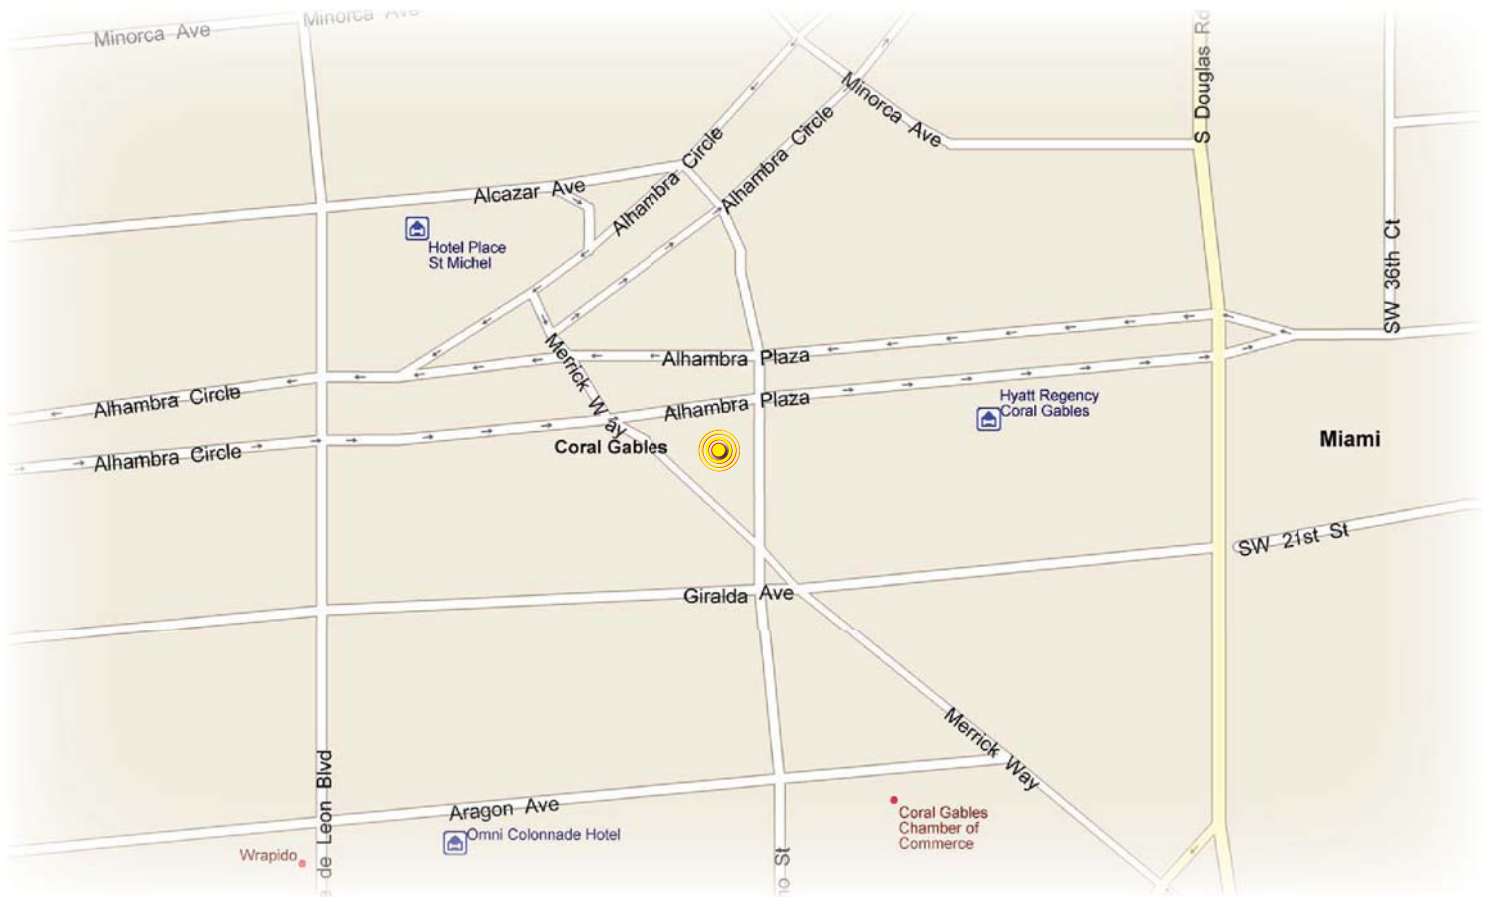 Minorca Ave
Minorca Ave
S Douglas Rd
Minorca Ave
Alhambra Circle
Alhambra Circle
Alcazar Ave
Hotel Place
St Michel
SW 36th Ct
Merrick Way
Alhambra Plaza
Alhambra Plaza
Alhambra Circle
Alhambra Circle
Hyatt Regency
Coral Gables
Coral Gables
Miami
SW 21st St
Giralda Ave
Merrick Way
Aragon Ave
Omni Colonnade Hotel
Wrapido
e de Leon Blvd
Coral Gables
Chamber of
Commerce
no St